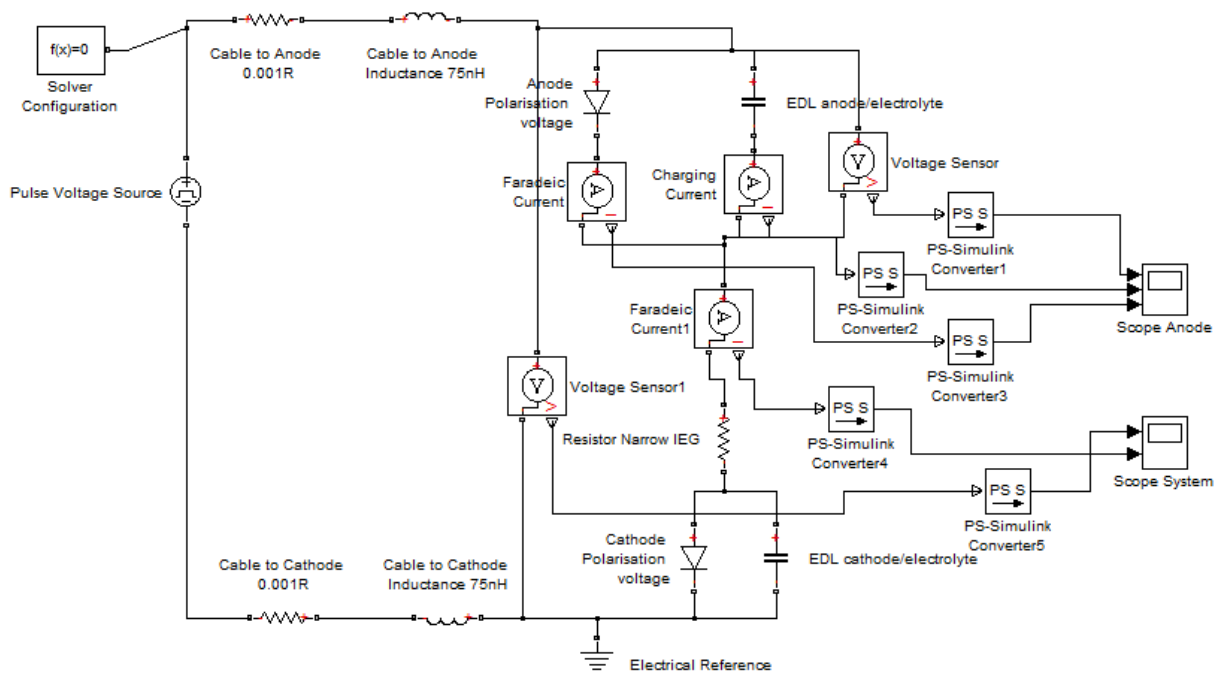 f(x)=0
Solver
Configuration
Cable to Anode
0.001R
Cable to Anode
Inductance 75nH
Anode
Polarisation
voltage
EDL anode/electrolyte
Pulse Voltage Source
Faradeic
Current
A
Charging
Current
A
V
Voltage Sensor
PS S
PS-Simulink
Converter1
PS S
PS-Simulink
Converter2
Scope Anode
Faradeic
Current1
A
PS S
PS-Simulink
Converter3
V
Voltage Sensor1
Resistor Narrow IEG
PS S
PS-Simulink
Converter4
Scope System
PS S
PS-Simulink
Converter5
Cathode
Polarisation
voltage
EDL cathode/electrolyte
Cable to Cathode
0.001R
Cable to Cathode
Inductance 75nH
Electrical Reference